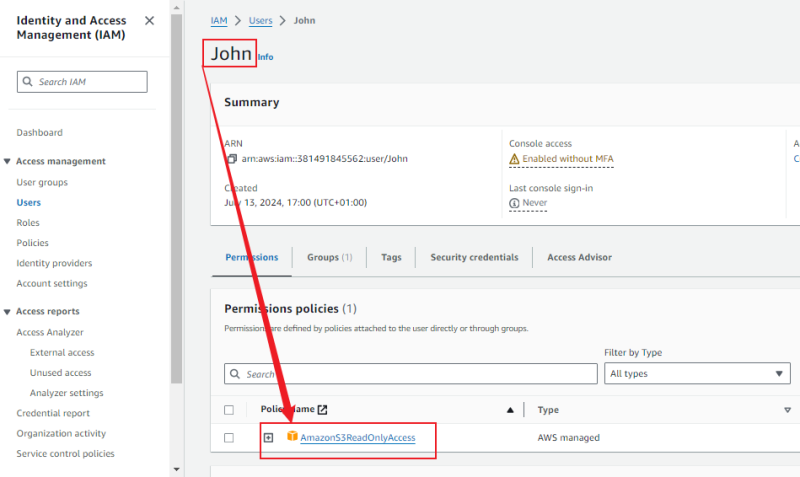 Identity and Access
Management (IAM)
Search IAM
Dashboard
Access management
User groups
Users
Roles
Policies
Identity providers
Account settings
Access reports
Access Analyzer
External access
Unused access
Analyzer settings
Credential report
Organization activity
Service control policies
IAM > Users > John
John Info
Summary
ARN
arn:aws:iam::381491845562:user/John
Created
July 13, 2024, 17:00 (UTC+01:00)
Console access
Enabled without MFA
Last console sign-in
Never
A
C
Permissions
Groups (1)
Tags
Security credentials
Access Advisor
Permissions policies (1)
Permissions are defined by policies attached to the user directly or through groups.
Filter by Type
Search
All types
Policy name
Type
AmazonS3ReadOnlyAccess
AWS managed